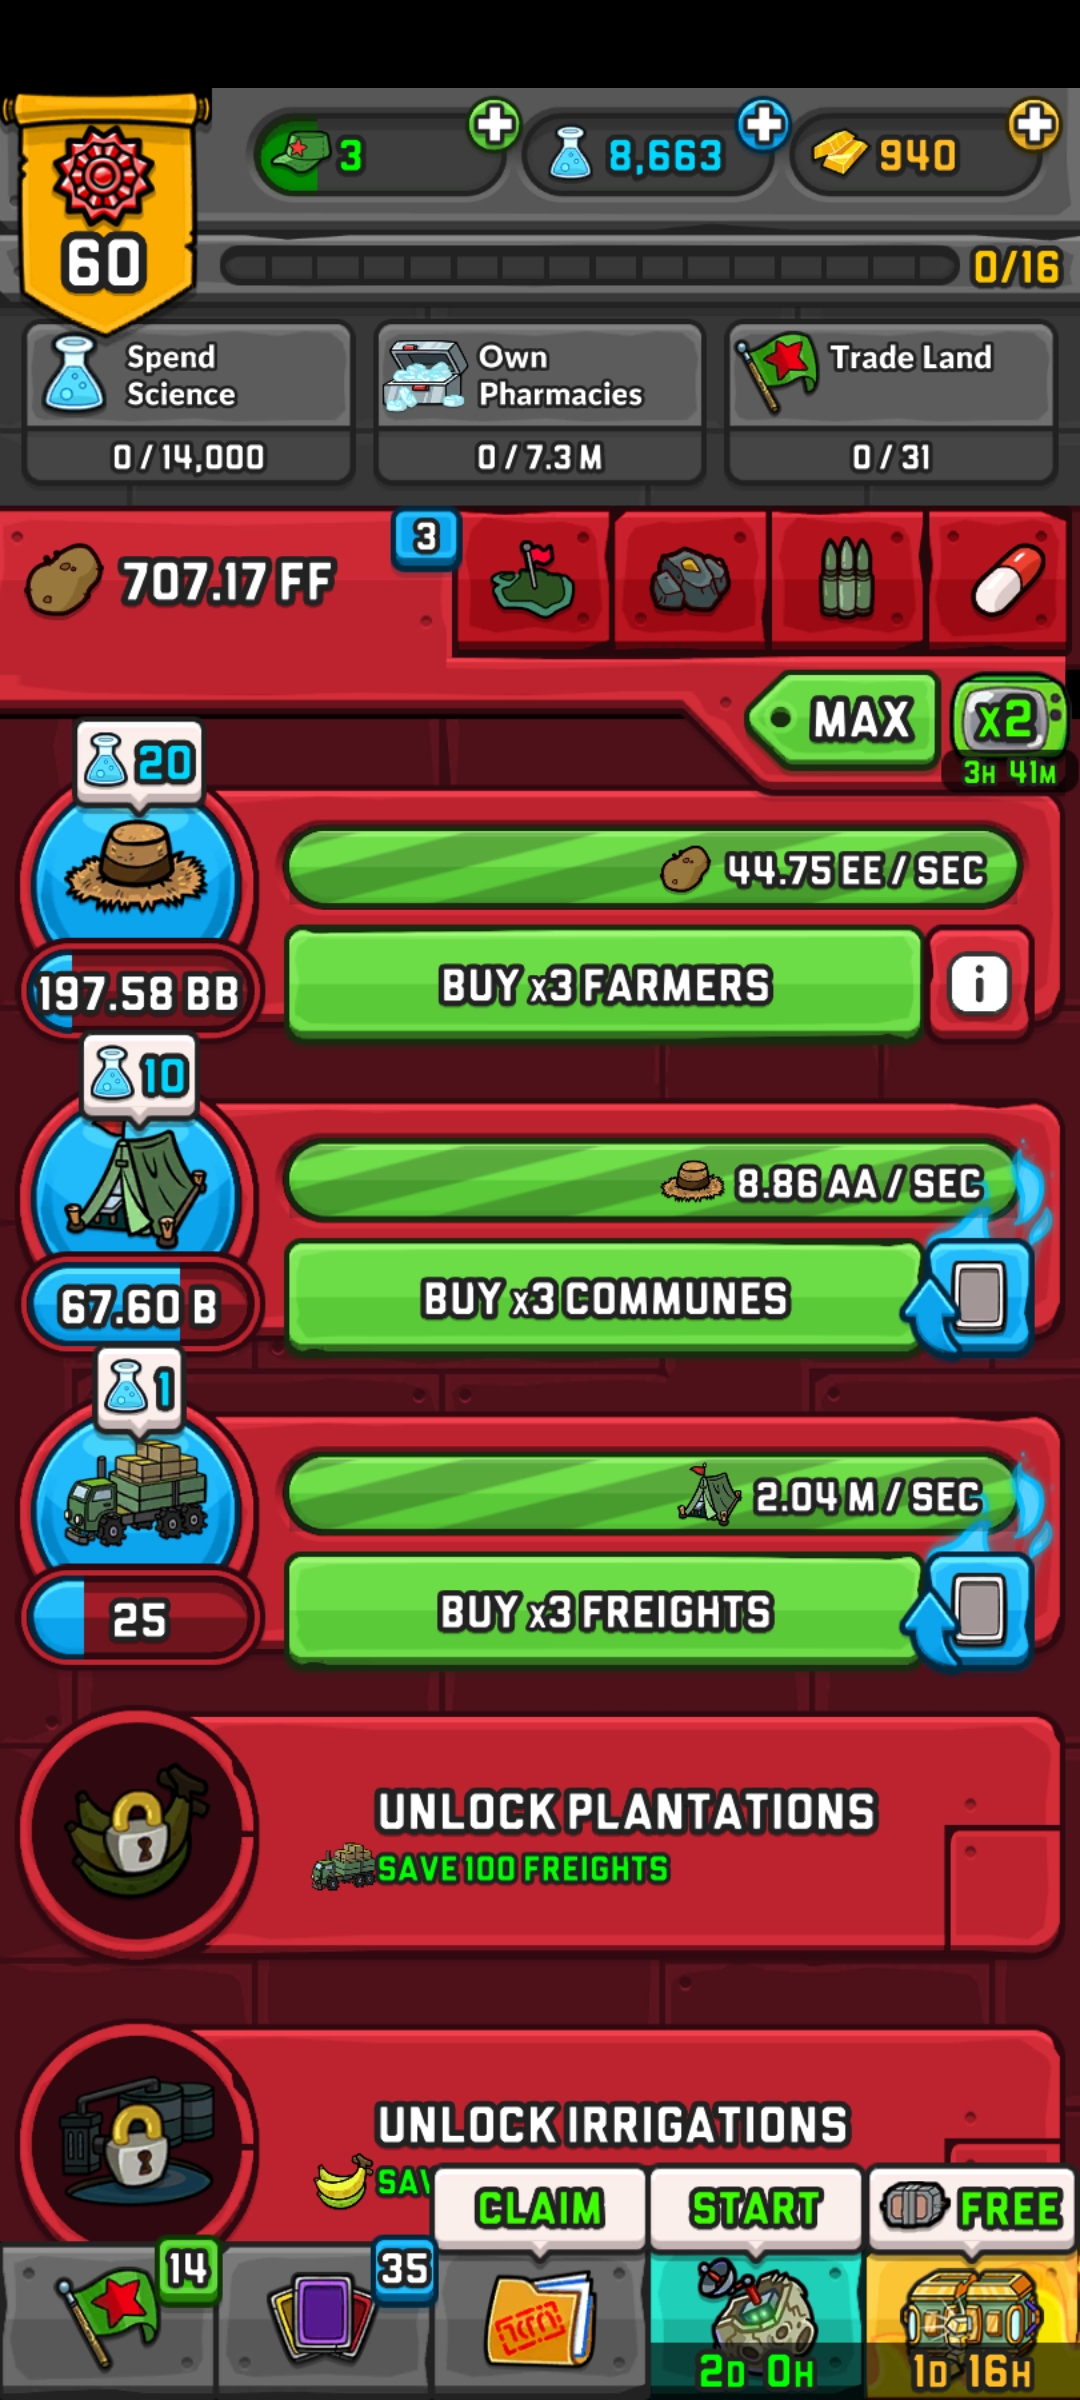 60
3
8,663
940
0/16
Spend
Science
0/14,000
Own
Pharmacies
0/7.3 M
Trade Land
0/31
707.17 FF
3
MAX
x2
3H 41M
20
44.75 EE / SEC
197.58 BB
BUY x3 FARMERS
i
10
8.86 AA / SEC
67.60 B
BUY x3 COMMUNES
1
2.04 M / SEC
25
BUY x3 FREIGHTS
UNLOCK PLANTATIONS
SAVE 100 FREIGHTS
UNLOCK IRRIGATIONS
CLAIM
START
FREE
14
35
2D 0H
1D 16H